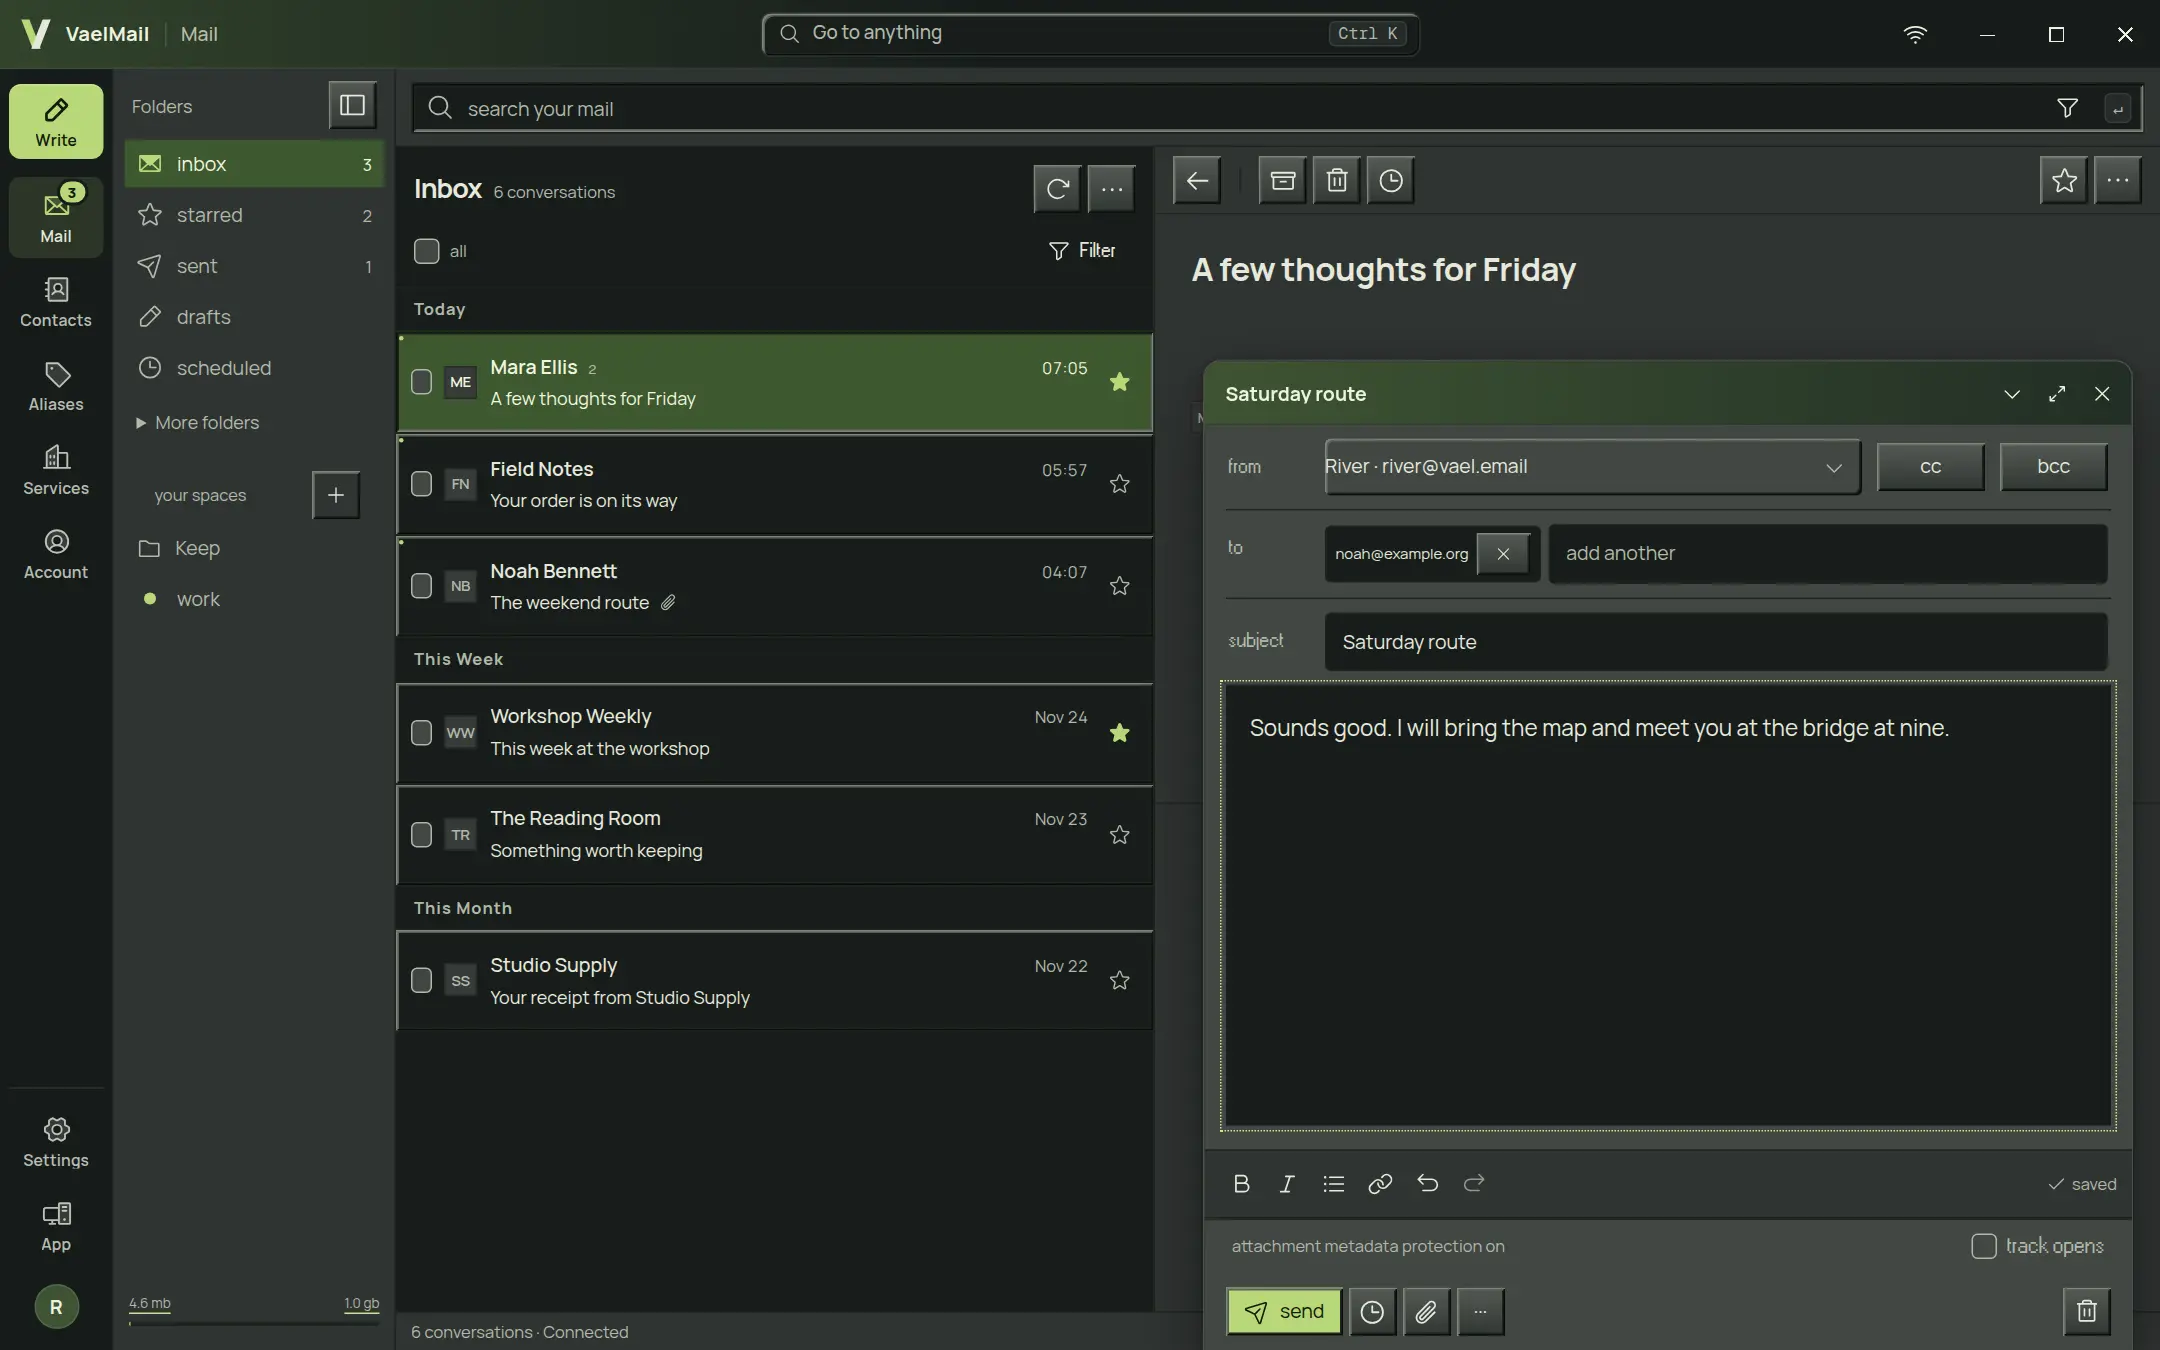 VaelMail
Mail
Go to anything
Ctrl K
Write
3
Mail
Contacts
Aliases
Services
Account
Settings
App
R
Folders
inbox 3
starred 2
sent 1
drafts
scheduled
More folders
your spaces
Keep
work
4.6 mb 1.0 gb
search your mail
Inbox 6 conversations
all
Filter
Today
ME
Mara Ellis 2 07:05
A few thoughts for Friday
FN
Field Notes 05:57
Your order is on its way
NB
Noah Bennett 04:07
The weekend route
This Week
WW
Workshop Weekly Nov 24
This week at the workshop
TR
The Reading Room Nov 23
Something worth keeping
This Month
SS
Studio Supply Nov 22
Your receipt from Studio Supply
6 conversations · Connected
A few thoughts for Friday
Saturday route
from River · river@vael.email cc bcc
to noah@example.org add another
subject Saturday route
Sounds good. I will bring the map and meet you at the bridge at nine.
saved
attachment metadata protection on
track opens
send